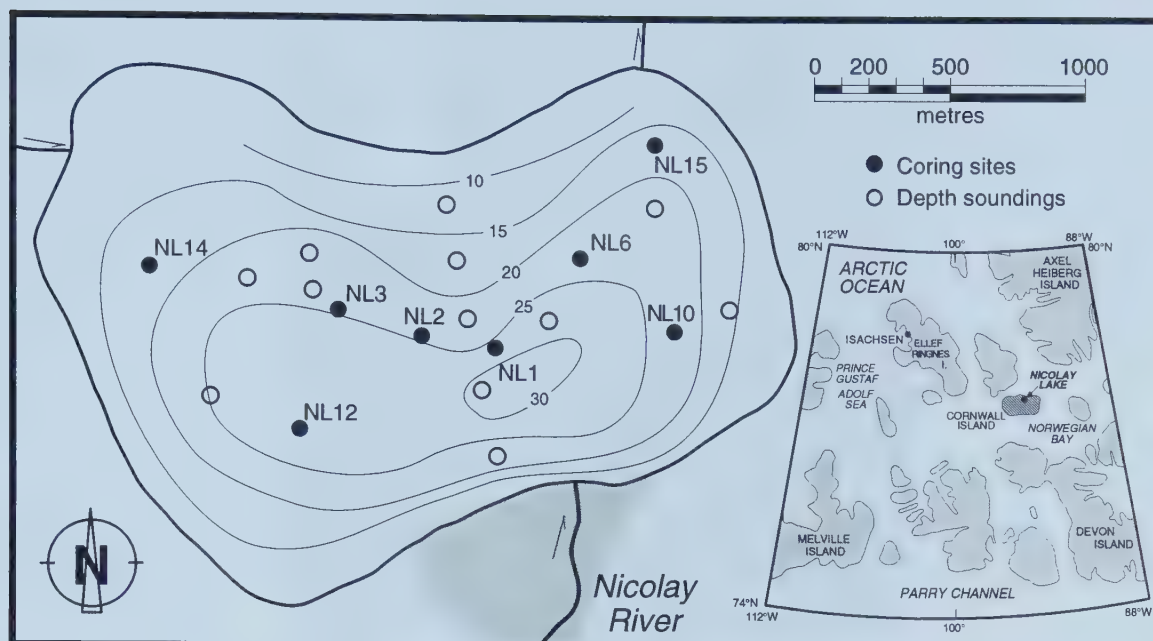 0 200 500 1000
metres
Coring sites
Depth soundings
10
NL15
15
NL14
NL6
20
NL3
25
NL2
NL10
NL1
30
NL12
N
Nicolay
River
112°W
80°N
100°
88°W
80°N
ARCTIC
OCEAN
AXEL
HEIBERG
ISLAND
ISACHSEN
ELLEF
RINGNES
I.
PRINCE
GUSTAF
ADOLF
SEA
NICOLAY
LAKE
CORNWALL
ISLAND
NORWEGIAN
BAY
MELVILLE
ISLAND
DEVON
ISLAND
PARRY CHANNEL
74°N
112°W
100°
88°W